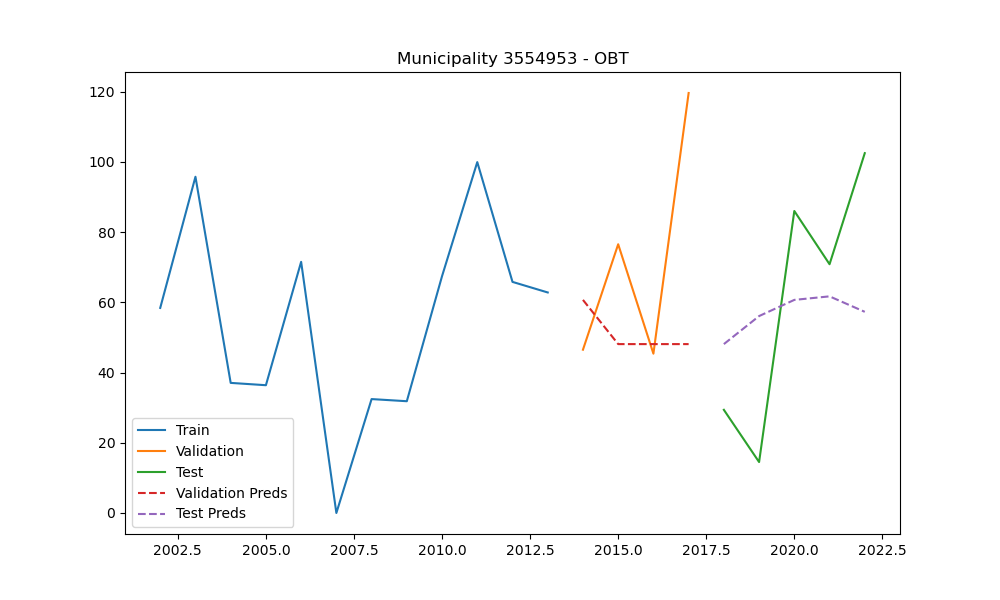 Municipality 3554953 - OBT
120
100
80
60
40
20
0
Train
Validation
Test
Validation Preds
Test Preds
2002.5 2005.0 2007.5 2010.0 2012.5 2015.0 2017.5 2020.0 2022.5